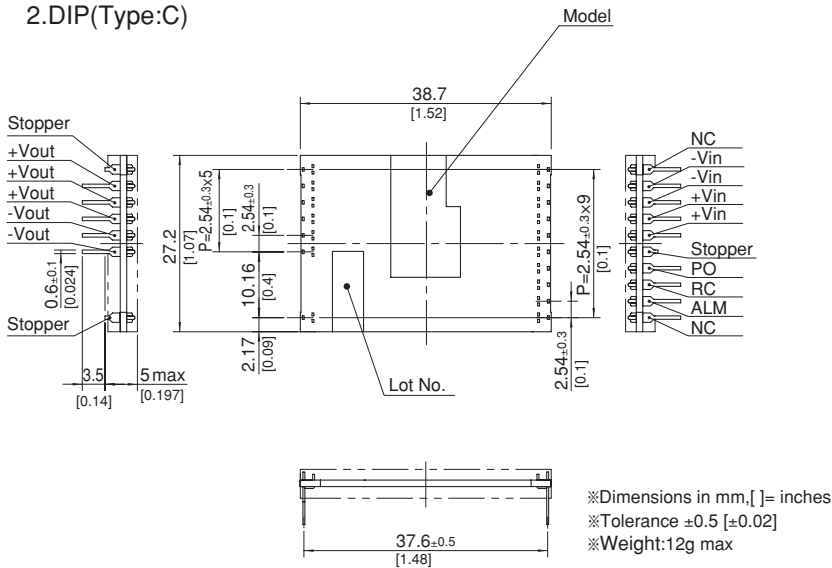 2.DIP(Type:C)
Model
38.7
[1.52]
Stopper
+Vout
+Vout
+Vout
-Vout
-Vout
Stopper
0.6±0.1
[0.024]
3.5
[0.14]
5 max
[0.197]
27.2
[1.07]
P=2.54±0.3×5
[0.1]
2.54±0.3
[0.1]
10.16
[0.4]
2.17
[0.09]
Lot No.
P=2.54±0.3×9
[0.1]
2.54±0.3
[0.1]
NC
-Vin
-Vin
+Vin
+Vin
Stopper
PO
RC
ALM
NC
37.6±0.5
[1.48]
※Dimensions in mm,[ ]= inches
※Tolerance ±0.5 [±0.02]
※Weight:12g max